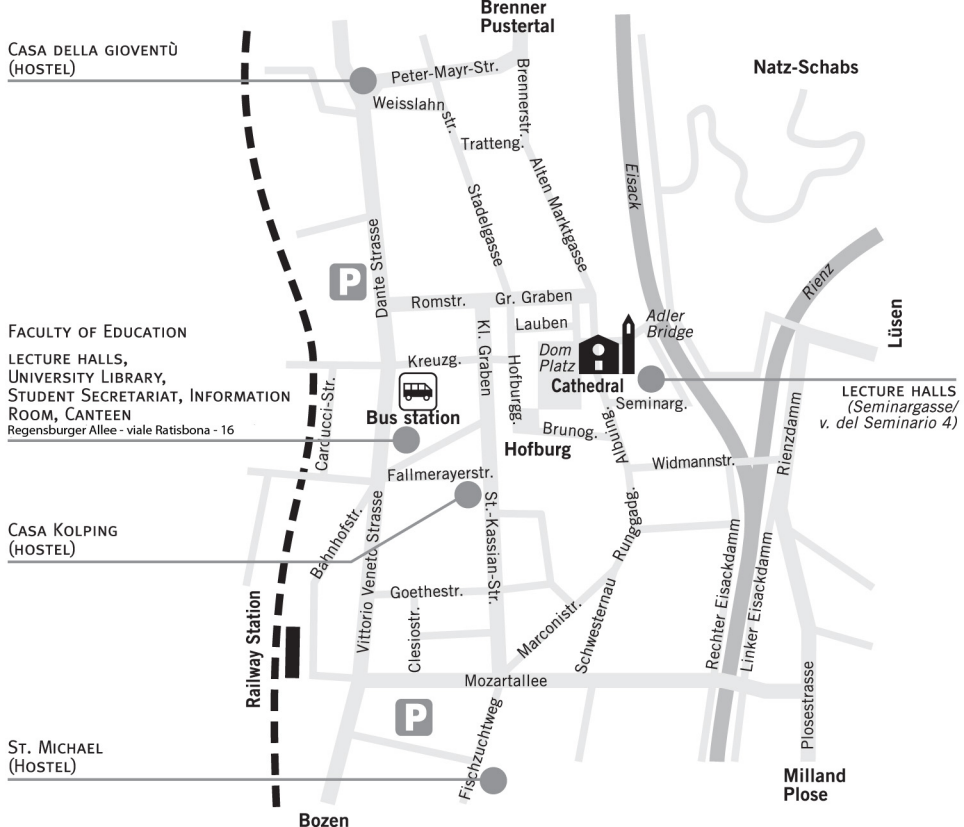 Brenner
Pustertal
CASA DELLA GIOVENTÙ
(HOSTEL)
Natz-Schabs
Peter-Mayr-Str.
Weisslahn
str.
Brennerstr.
Tratteng.
Alten Marktgasse
Stadelgasse
Eisack
Rienz
P
Dante Strasse
Romstr.
Gr. Graben
Lauben
Adler
Bridge
Lüsen
FACULTY OF EDUCATION
LECTURE HALLS,
UNIVERSITY LIBRARY,
STUDENT SECRETARIAT, INFORMATION
ROOM, CANTEEN
Regensburger Allee - viale Ratisbona - 16
Kl. Graben
Kreuzg.
Dom
Platz
Hofburgg.
Cathedral
Carducci-Str.
Bus station
Seminarg.
LECTURE HALLS
(Seminargasse/
v. del Seminario 4)
Brunog.
Albuing.
Hofburg
Rienzdamm
Widmannstr.
Fallmerayerstr.
CASA KOLPING
(HOSTEL)
Bahnhofstr.
Vittorio Veneto Strasse
St.-Kassian-Str.
Runggadg.
Goethestr.
Clesiostr.
Marconistr.
Schwesternau
Rechter Eisackdamm
Linker Eisackdamm
Railway Station
Mozartallee
P
Fischzuchtweg
Plosestrasse
ST. MICHAEL
(HOSTEL)
Milland
Plose
Bozen